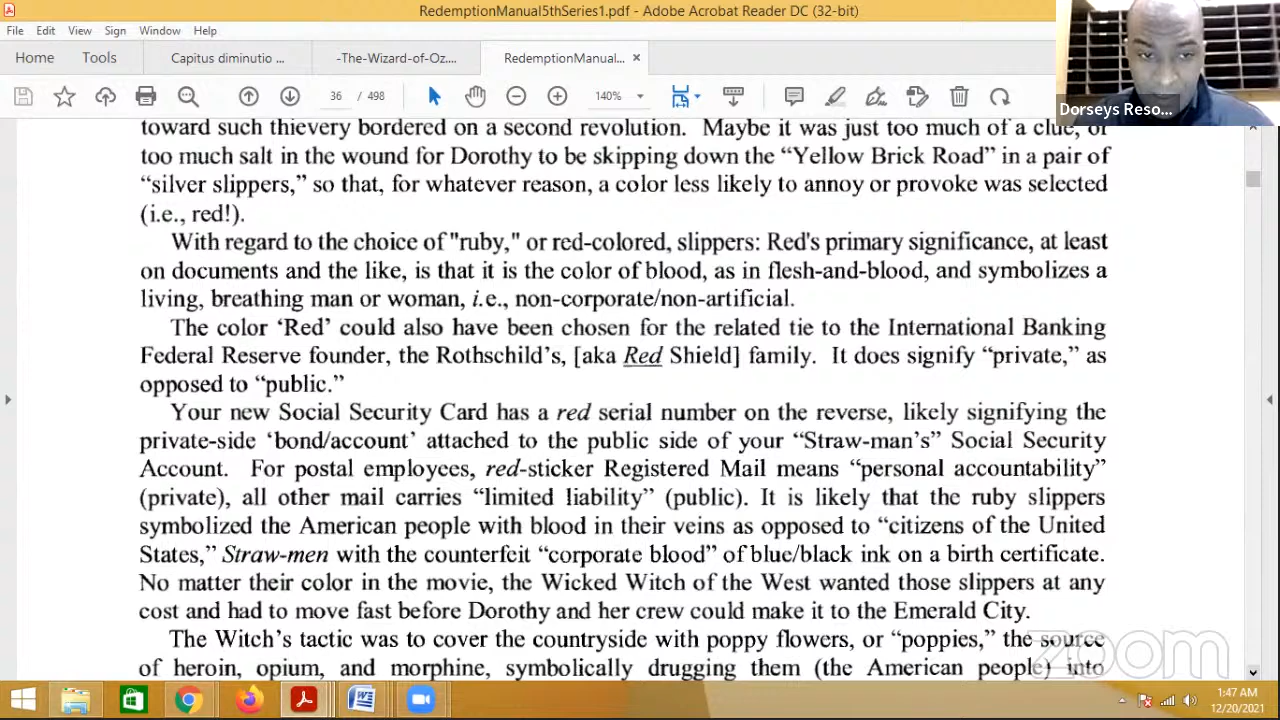 RedemptionManual5thSeries1.pdf - Adobe Acrobat Reader DC (32-bit)
File Edit View Sign Window Help
Home Tools Capitus diminutio ... -The-Wizard-of-Oz.... RedemptionManual... ×
36 / 498 140%
Dorseys Reso...
toward such thievery bordered on a second revolution. Maybe it was just too much of a clue, or
too much salt in the wound for Dorothy to be skipping down the “Yellow Brick Road” in a pair of
“silver slippers,” so that, for whatever reason, a color less likely to annoy or provoke was selected
(i.e., red!).
With regard to the choice of "ruby," or red-colored, slippers: Red's primary significance, at least
on documents and the like, is that it is the color of blood, as in flesh-and-blood, and symbolizes a
living, breathing man or woman, i.e., non-corporate/non-artificial.
The color ‘Red’ could also have been chosen for the related tie to the International Banking
Federal Reserve founder, the Rothschild’s, [aka Red Shield] family. It does signify “private,” as
opposed to “public.”
Your new Social Security Card has a red serial number on the reverse, likely signifying the
private-side ‘bond/account’ attached to the public side of your “Straw-man’s” Social Security
Account. For postal employees, red-sticker Registered Mail means “personal accountability”
(private), all other mail carries “limited liability” (public). It is likely that the ruby slippers
symbolized the American people with blood in their veins as opposed to “citizens of the United
States,” Straw-men with the counterfeit “corporate blood” of blue/black ink on a birth certificate.
No matter their color in the movie, the Wicked Witch of the West wanted those slippers at any
cost and had to move fast before Dorothy and her crew could make it to the Emerald City.
The Witch’s tactic was to cover the countryside with poppy flowers, or “poppies,” the source
of heroin, opium, and morphine, symbolically drugging them (the American people) into
zoom
1:47 AM
12/20/2021